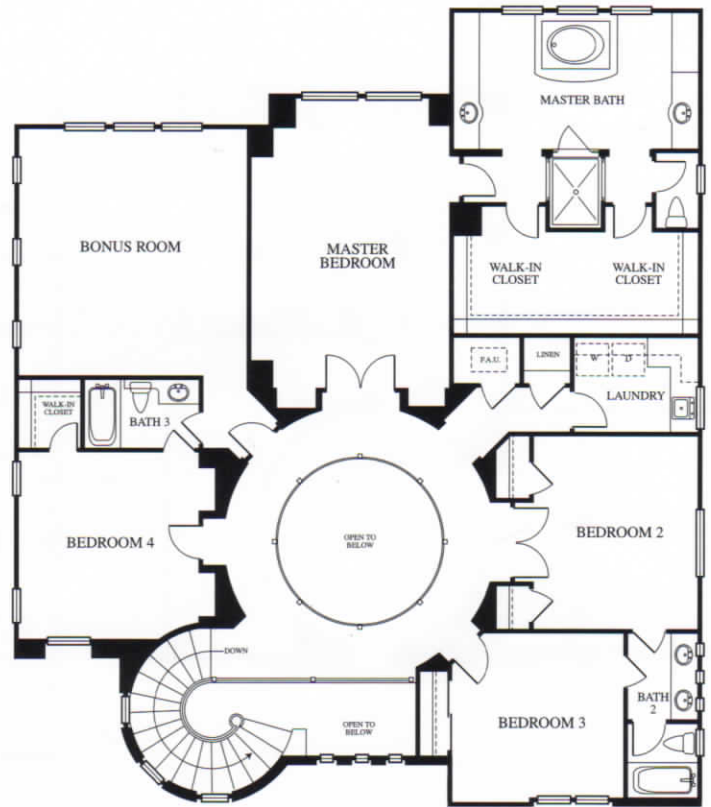 MASTER BATH
BONUS ROOM
MASTER
BEDROOM
WALK-IN
CLOSET
WALK-IN
CLOSET
F.A.U.
LINEN
W
D
LAUNDRY
WALK-IN
CLOSET
BATH 3
BEDROOM 4
OPEN TO
BELOW
BEDROOM 2
DOWN
OPEN TO
BELOW
BEDROOM 3
BATH
2